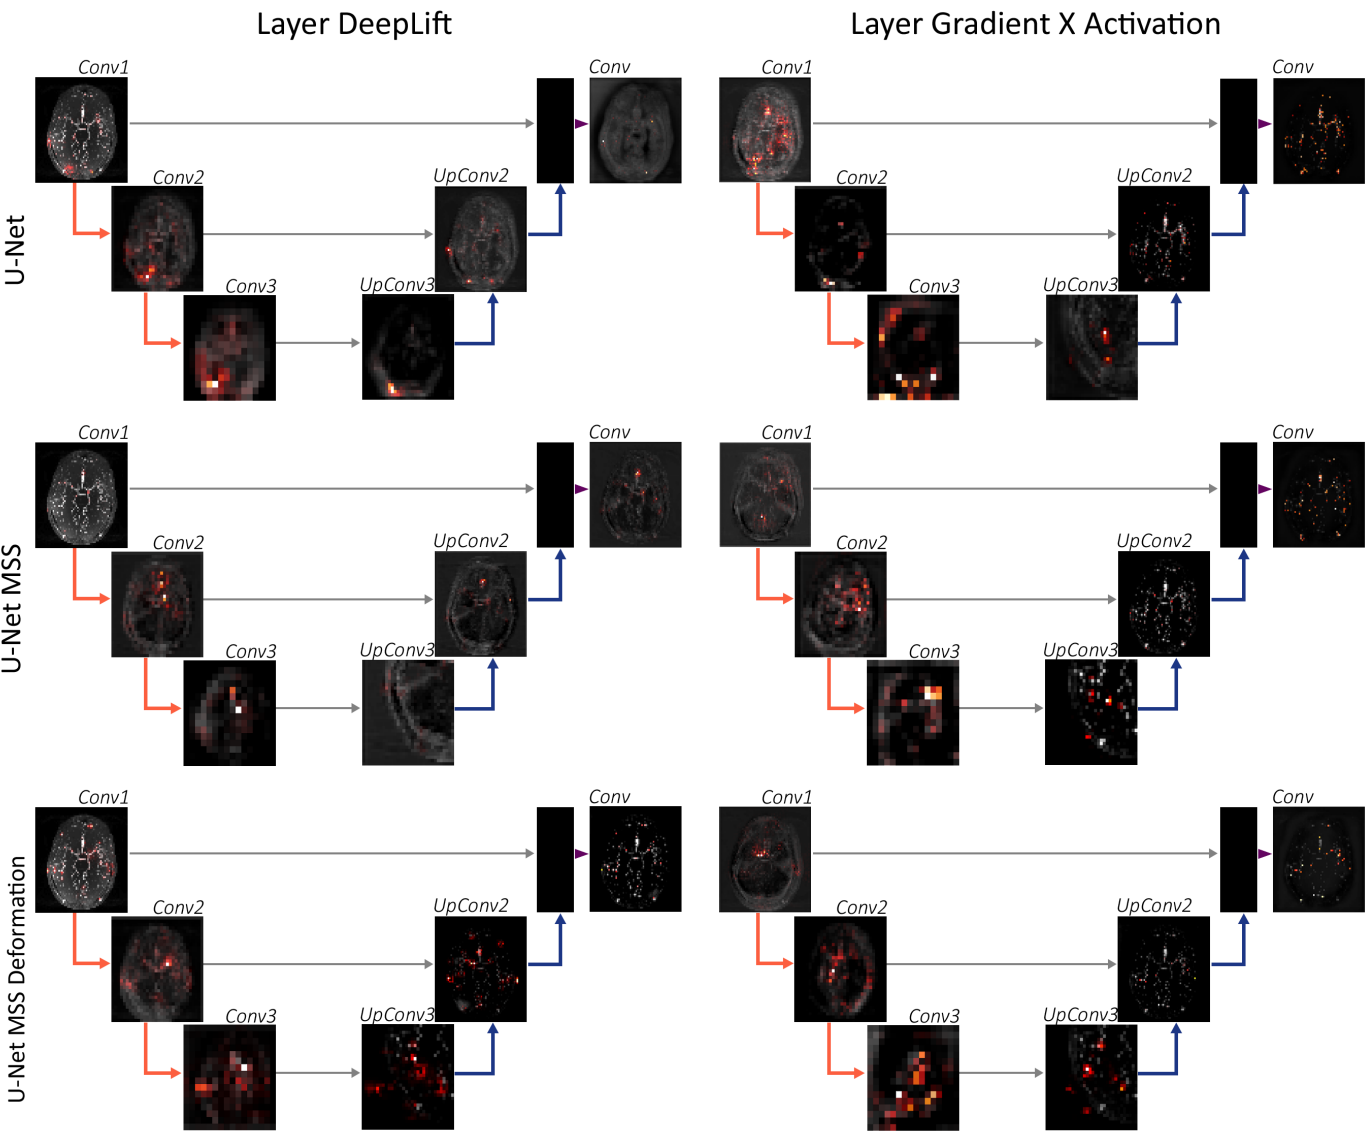 Layer DeepLift
Layer Gradient X Activation
U-Net
Conv1
Conv
Conv2
UpConv2
Conv3
UpConv3
Conv1
Conv
Conv2
UpConv2
Conv3
UpConv3
U-Net MSS
Conv1
Conv
Conv2
UpConv2
Conv3
UpConv3
Conv1
Conv
Conv2
UpConv2
Conv3
UpConv3
U-Net MSS Deformation
Conv1
Conv
Conv2
UpConv2
Conv3
UpConv3
Conv1
Conv
Conv2
UpConv2
Conv3
UpConv3